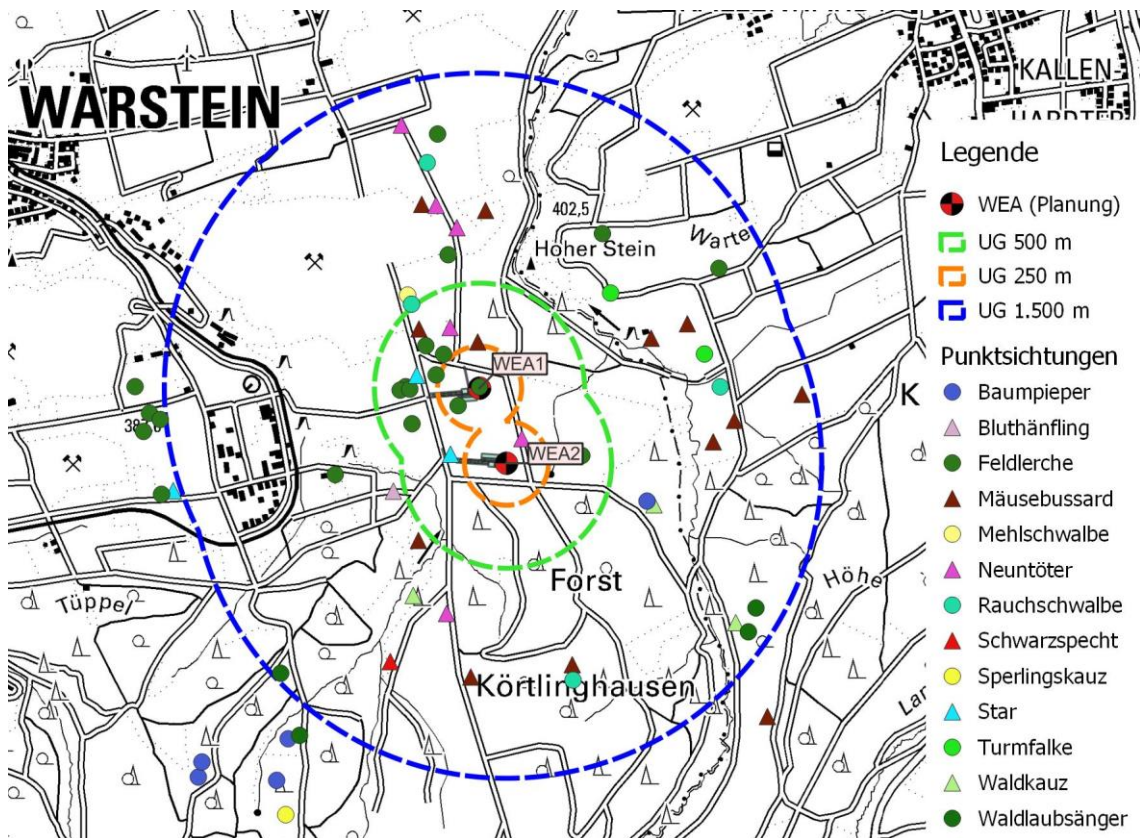 WARSTEIN
KALLEN-
402,5
Hoher Stein
Warte
WEA1
K
WEA2
Forst
Höhe
Tüppel
Körtlinghausen
Lar
Legende
WEA (Planung)
UG 500 m
UG 250 m
UG 1.500 m
Punktsichtungen
Baumpieper
Bluthänfling
Feldlerche
Mäusebussard
Mehlschwalbe
Neuntöter
Rauchschwalbe
Schwarzspecht
Sperlingskauz
Star
Turmfalke
Waldkauz
Waldlaubsänger